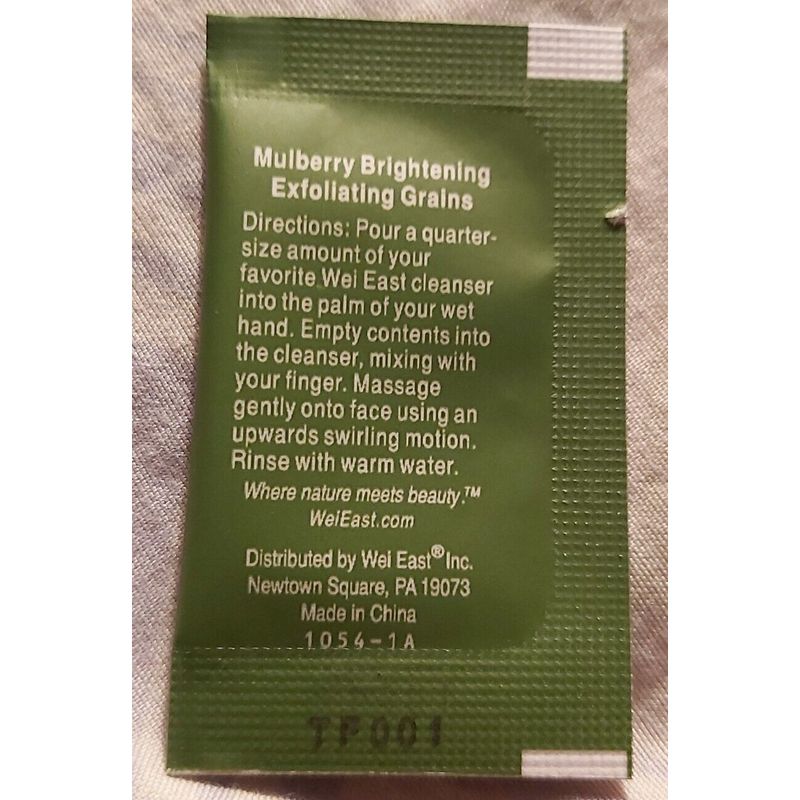 Mulberry Brightening
Exfoliating Grains
Directions: Pour a quarter-
size amount of your
favorite Wei East cleanser
into the palm of your wet
hand. Empty contents into
the cleanser, mixing with
your finger. Massage
gently onto face using an
upwards swirling motion.
Rinse with warm water.
Where nature meets beauty.™
WeiEast.com
Distributed by Wei East® Inc.
Newtown Square, PA 19073
Made in China
1054-1A
TF001